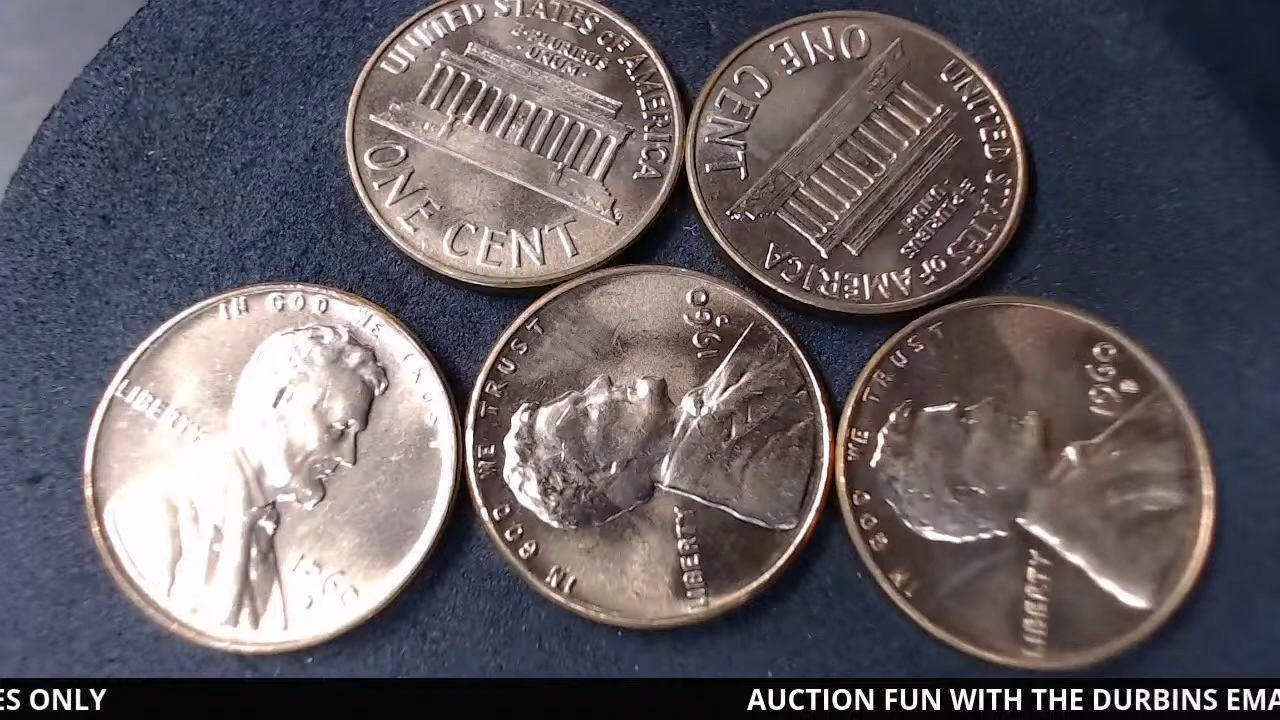 UNITED STATES OF AMERICA
E·PLURIBUS
·UNUM·
ONE CENT
ONE CENT
UNITED STATES OF AMERICA
E·PLURIBUS
·UNUM·
IN GOD WE TRUST
LIBERTY
1960
IN GOD WE TRUST
LIBERTY
1960
IN GOD WE TRUST
LIBERTY
1960
ES ONLY
AUCTION FUN WITH THE DURBINS EMA